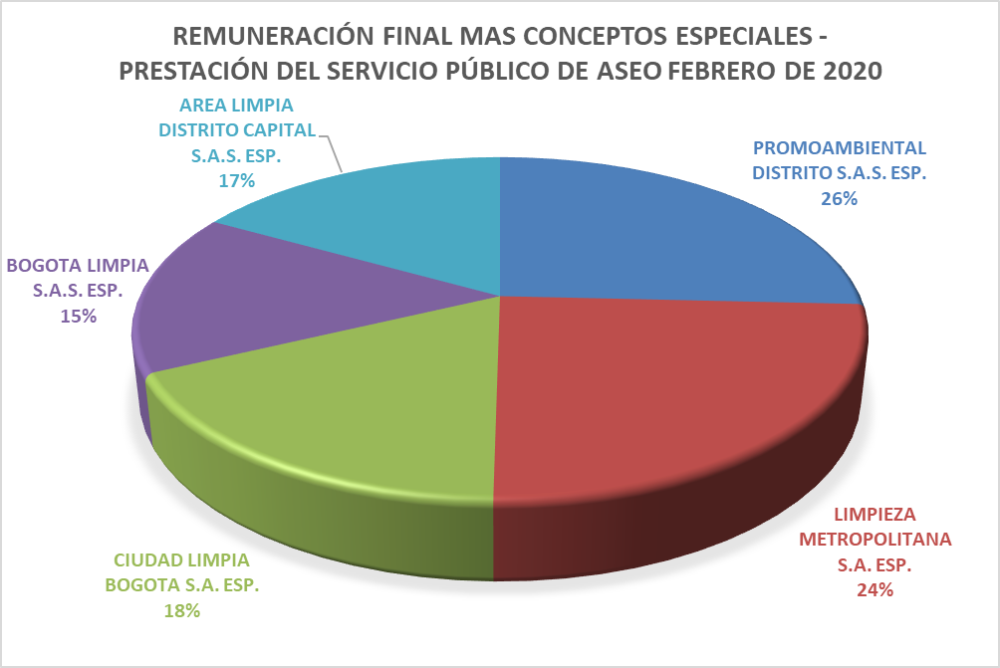 REMUNERACIÓN FINAL MAS CONCEPTOS ESPECIALES -
PRESTACIÓN DEL SERVICIO PÚBLICO DE ASEO FEBRERO DE 2020
AREA LIMPIA
DISTRITO CAPITAL
S.A.S. ESP.
17%
PROMOAMBIENTAL
DISTRITO S.A.S. ESP.
26%
BOGOTA LIMPIA
S.A.S. ESP.
15%
LIMPIEZA
METROPOLITANA
S.A. ESP.
24%
CIUDAD LIMPIA
BOGOTA S.A. ESP.
18%